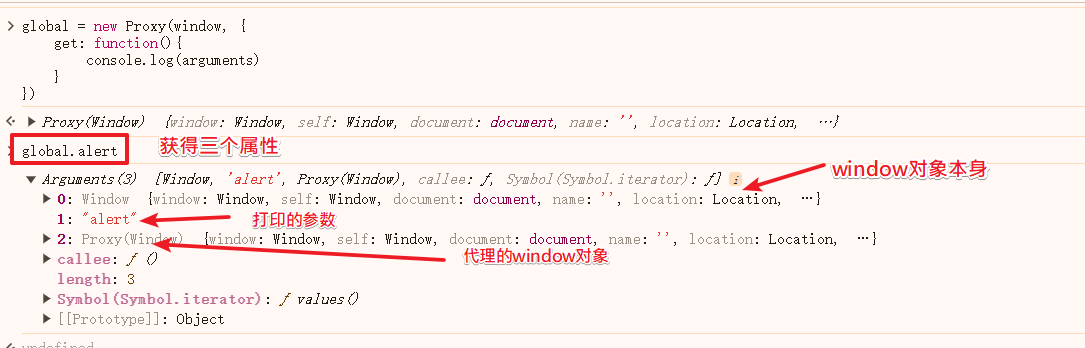 global = new Proxy(window, {
get: function(){
console.log(arguments)
}
})
Proxy(Window) {window: Window, self: Window, document: document, name: '', location: Location, …}
global.alert 获得三个属性
Arguments(3) [Window, 'alert', Proxy(Window), callee: ƒ, Symbol(Symbol.iterator): ƒ] i window对象本身
0: Window {window: Window, self: Window, document: document, name: '', location: Location, …}
1: "alert" 打印的参数
2: Proxy(Window) {window: Window, self: Window, document: document, name: '', location: Location, …}
callee: ƒ () 代理的window对象
length: 3
Symbol(Symbol.iterator): ƒ values()
[[Prototype]]: Object
undefined